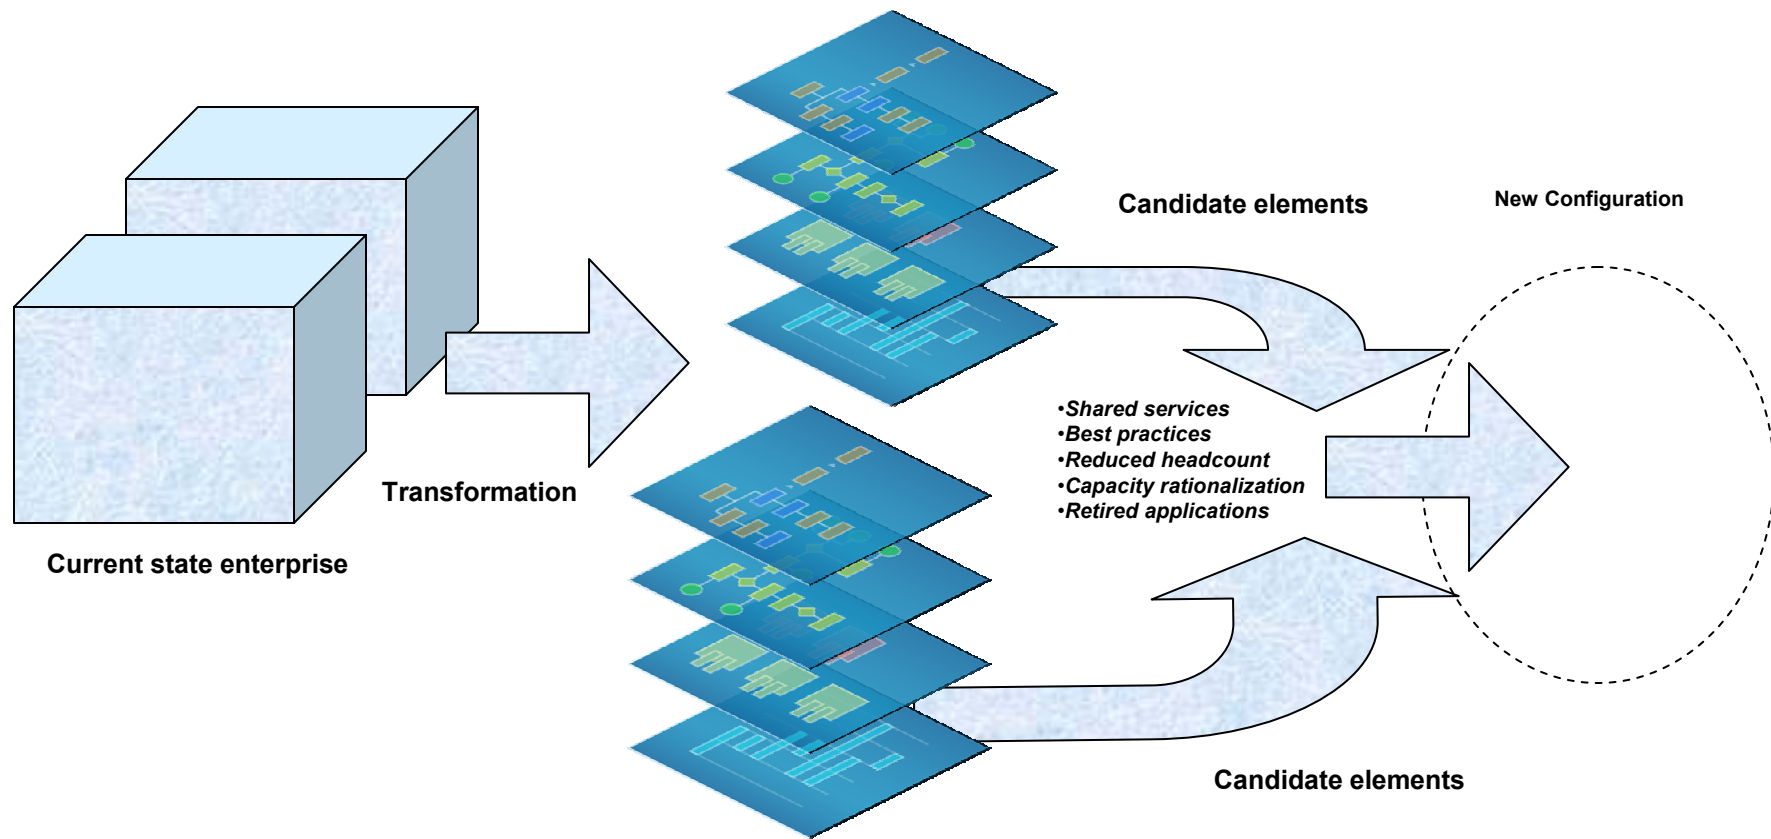 Candidate elements
New Configuration
•Shared services
•Best practices
•Reduced headcount
•Capacity rationalization
•Retired applications
Transformation
Current state enterprise
Candidate elements